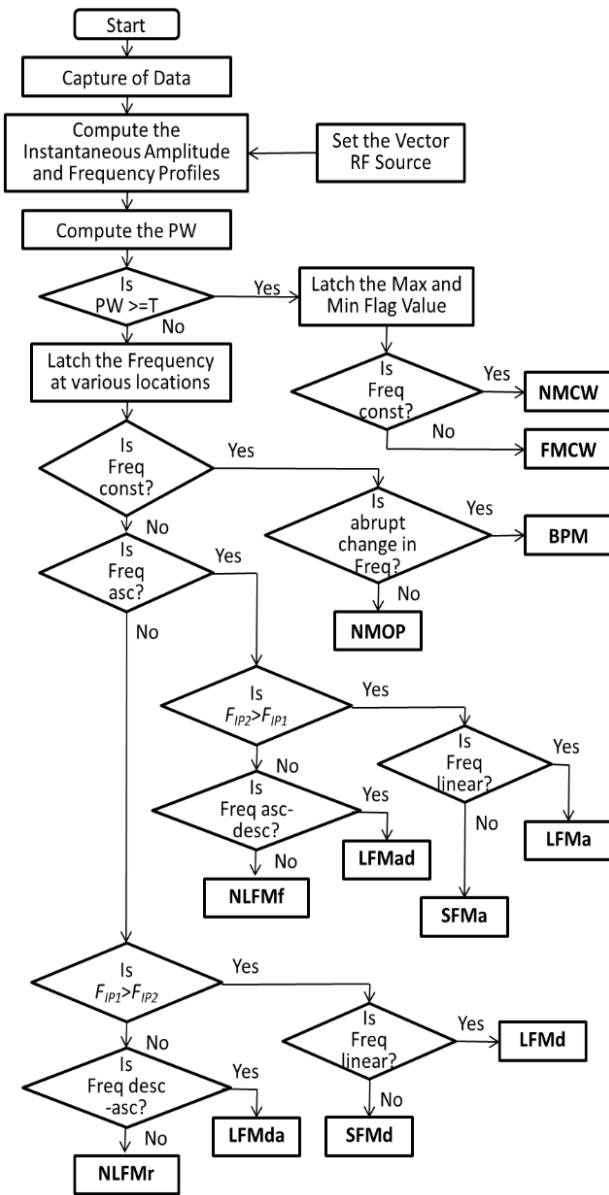 Start
Capture of Data
Compute the
Instantaneous Amplitude
and Frequency Profiles
Set the Vector
RF Source
Compute the PW
Is
PW >=T
Yes
No
Latch the Max and
Min Flag Value
Latch the Frequency
at various locations
Is
Freq
const?
Yes
NMCW
No
FMCW
Is
Freq
const?
Yes
No
Is
abrupt
change in
Freq?
Yes
BPM
No
NMOP
Is
Freq
asc?
Yes
No
Is
FIP2>FIP1
Yes
No
Is
Freq
linear?
Yes
LFMa
No
SFMa
Is
Freq asc-
desc?
Yes
LFMad
No
NLFMf
Is
FIP1>FIP2
Yes
No
Is
Freq
linear?
Yes
LFMd
No
SFMd
Is
Freq desc
-asc?
Yes
LFMda
No
NLFMr